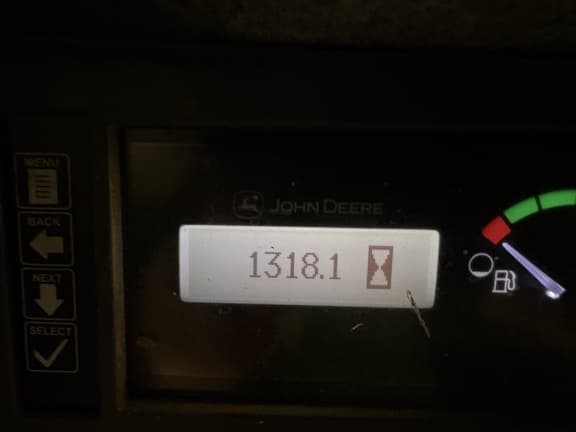 MENU
BACK
NEXT
SELECT
JOHN DEERE
1318.1